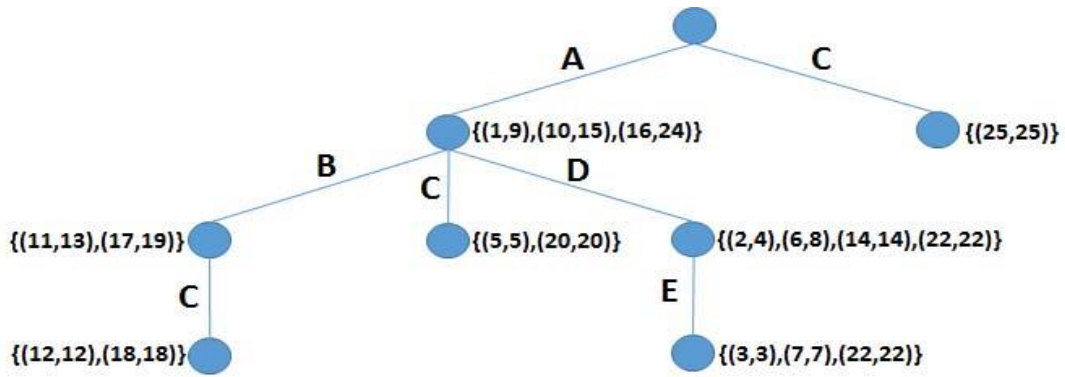 A
C
{(1,9),(10,15),(16,24)}
{(25,25)}
B
C
D
{(11,13),(17,19)}
{(5,5),(20,20)}
{(2,4),(6,8),(14,14),(22,22)}
C
E
{(12,12),(18,18)}
{(3,3),(7,7),(22,22)}